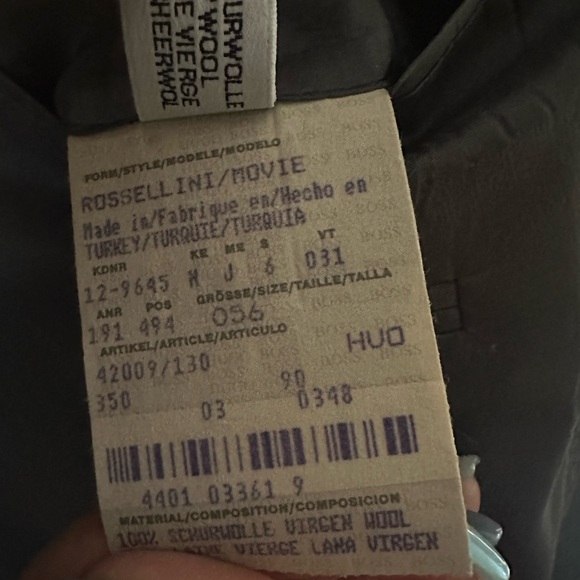 URWOLLE
WOOL
E VIERGE
HEERWOL
FORM/STYLE/MODELE/MODELO
ROSSELLINI/MOVIE
Made in/Fabrique en/Hecho en
TURKEY/TURQUIE/TURQUIA
KDNR KE ME S YT
12-9645 M J 6 031
ANR POS GRÖSSE/SIZE/TAILLE/TALLA
191 494 056
ARTIKEL/ARTICLE/ARTICULO
42009/130 HUO
350 90
03 0348
4401 03361 9
MATERIAL/COMPOSITION/COMPOSICION
100% SCHURWOLLE VIRGEN WOOL
LAINE VIERGE LANA VIRGEN
BOSS